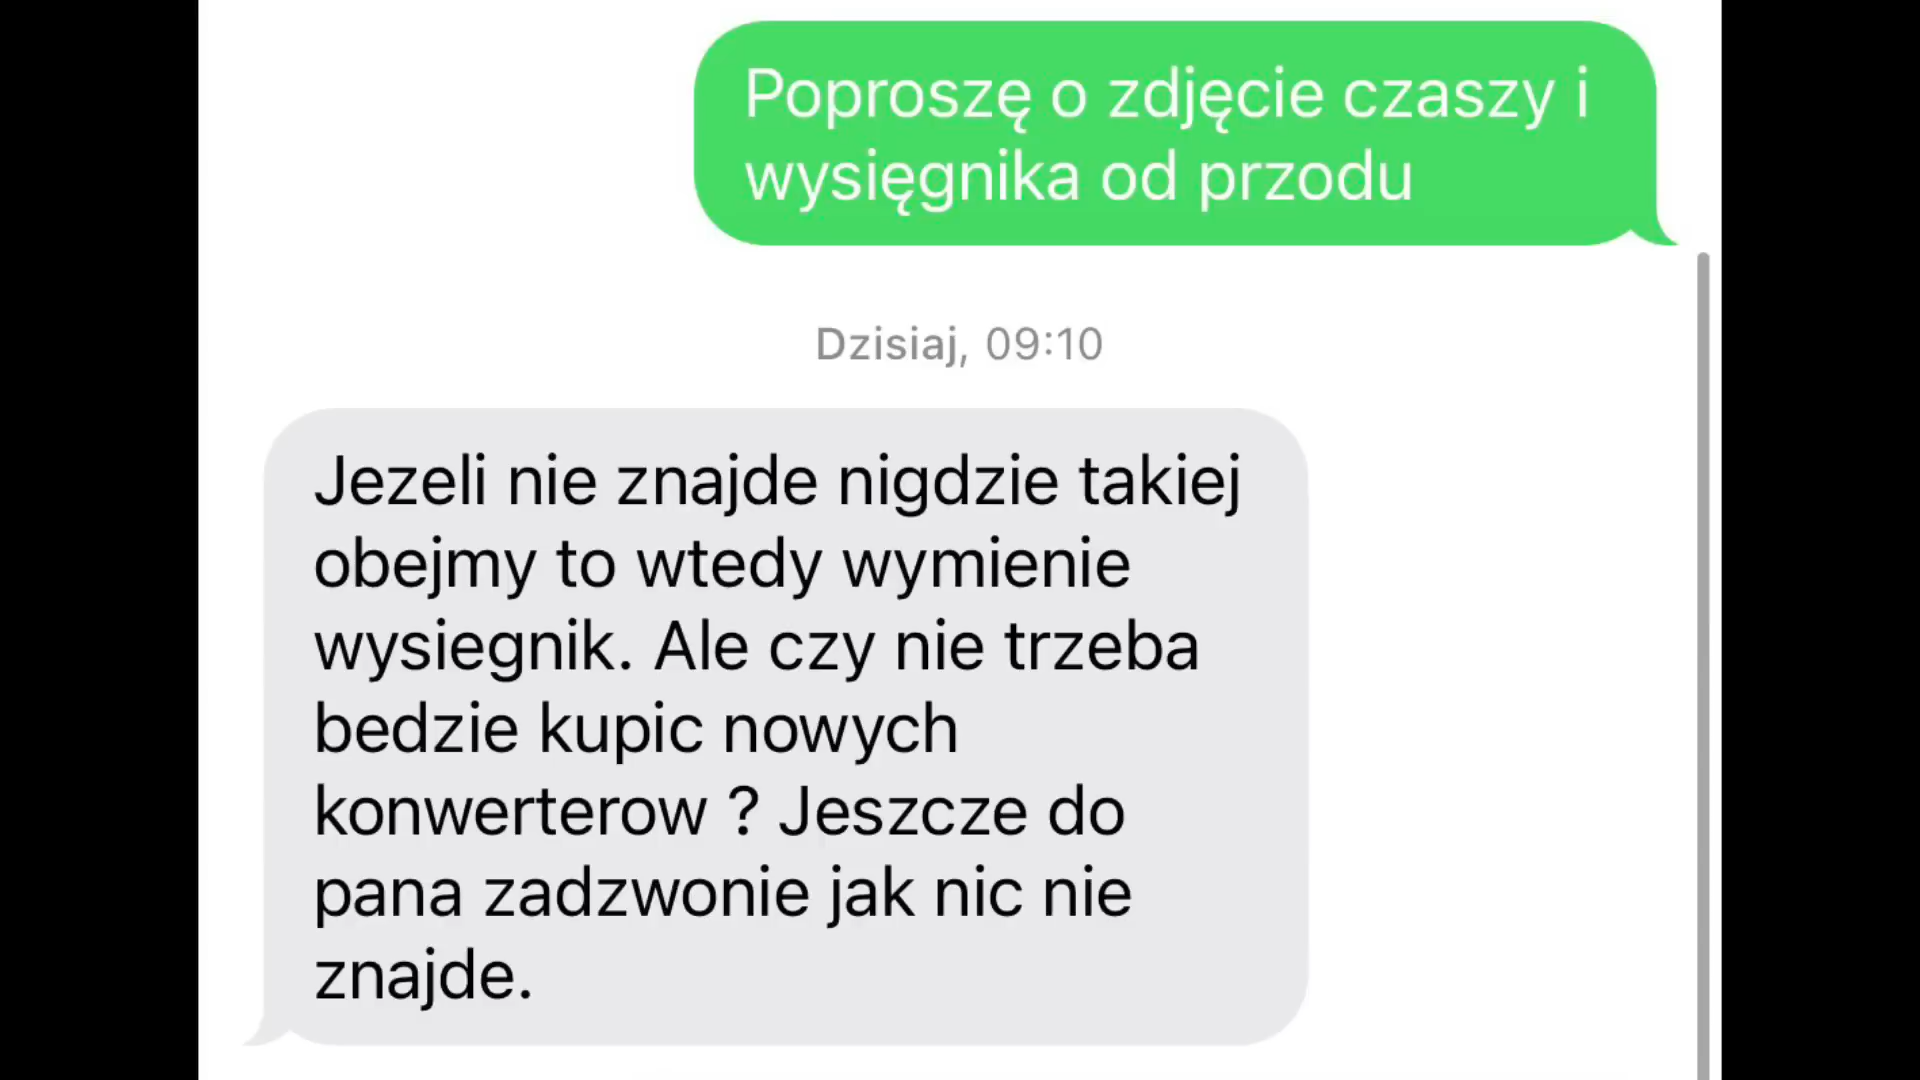 Poproszę o zdjęcie czaszy i
wysięgnika od przodu
Dzisiaj, 09:10
Jezeli nie znajde nigdzie takiej
obejmy to wtedy wymienie
wysiegnik. Ale czy nie trzeba
bedzie kupic nowych
konwerterow ? Jeszcze do
pana zadzwonie jak nic nie
znajde.